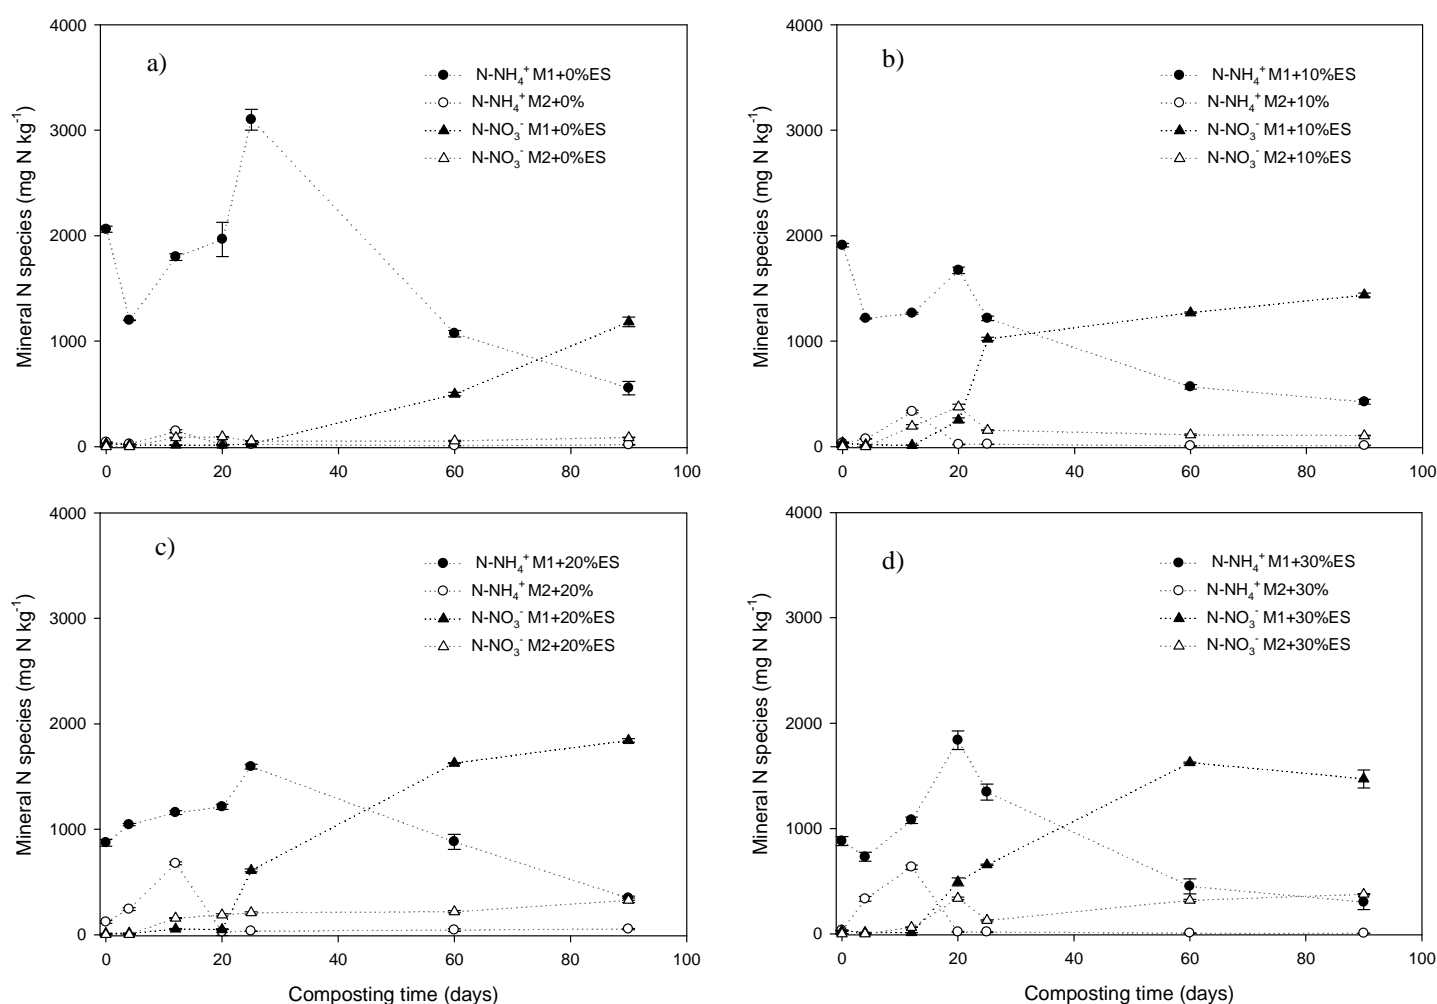 a)
Mineral N species (mg N kg-1)
4000
3000
2000
1000
0
N-NH4+ M1+0%ES
N-NH4+ M2+0%
N-NO3- M1+0%ES
N-NO3- M2+0%ES
0 20 40 60 80 100
b)
Mineral N species (mg N kg-1)
4000
3000
2000
1000
0
N-NH4+ M1+10%ES
N-NH4+ M2+10%
N-NO3- M1+10%ES
N-NO3- M2+10%ES
0 20 40 60 80 100
c)
Mineral N species (mg N kg-1)
4000
3000
2000
1000
0
N-NH4+ M1+20%ES
N-NH4+ M2+20%
N-NO3- M1+20%ES
N-NO3- M2+20%ES
0 20 40 60 80 100
Composting time (days)
d)
Mineral N species (mg N kg-1)
4000
3000
2000
1000
0
N-NH4+ M1+30%ES
N-NH4+ M2+30%
N-NO3- M1+30%ES
N-NO3- M2+30%ES
0 20 40 60 80 100
Composting time (days)